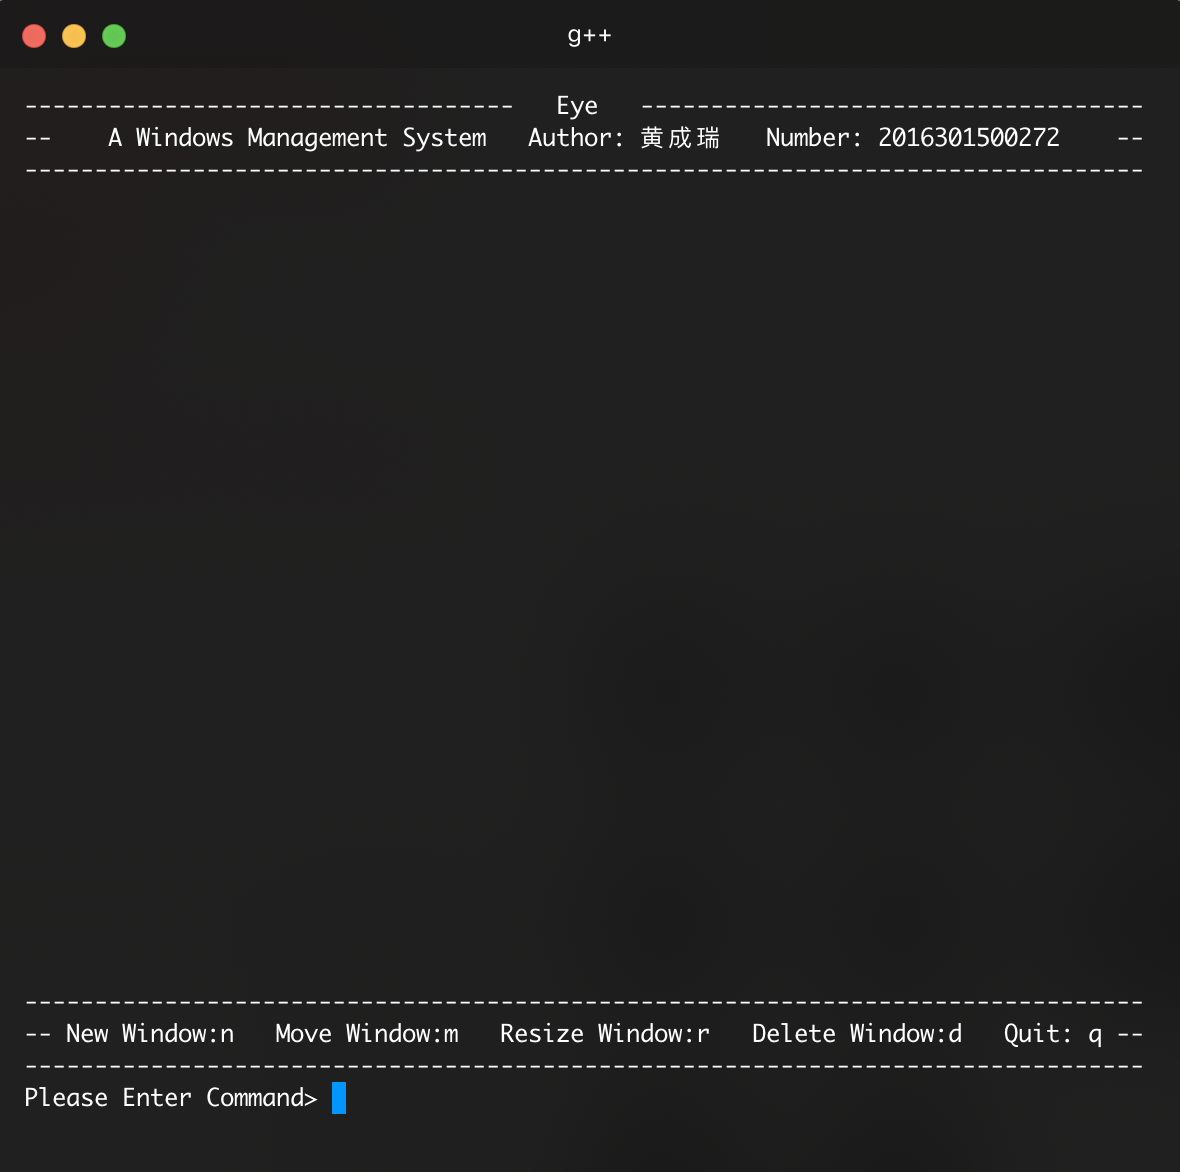 g++
----------------------------------- Eye ------------------------------------
-- A Windows Management System Author: 黄成瑞 Number: 2016301500272 --
--------------------------------------------------------------------------------
--------------------------------------------------------------------------------
-- New Window:n Move Window:m Resize Window:r Delete Window:d Quit: q --
--------------------------------------------------------------------------------
Please Enter Command>